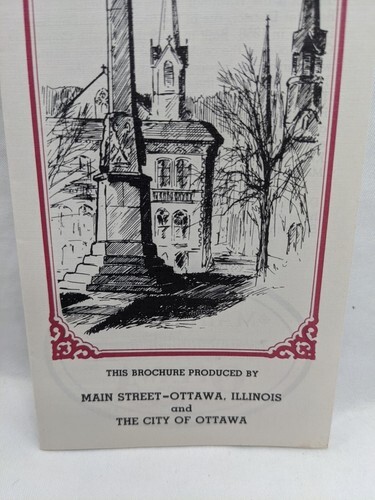 THIS BROCHURE PRODUCED BY
MAIN STREET–OTTAWA, ILLINOIS
and
THE CITY OF OTTAWA